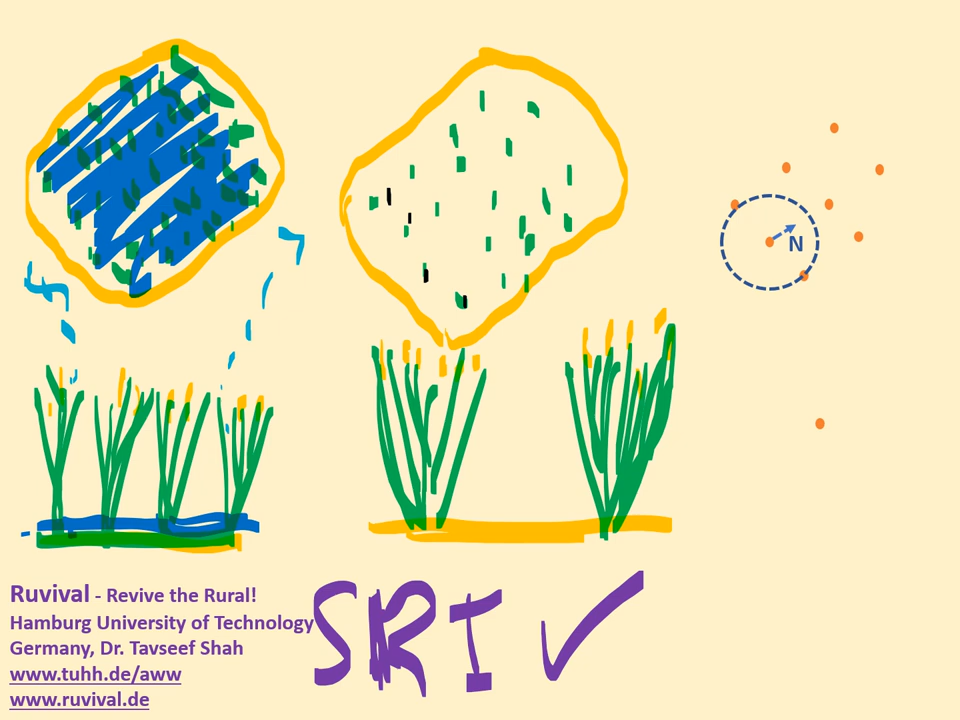 N
Ruvival - Revive the Rural!
Hamburg University of Technology
Germany, Dr. Tavseef Shah
www.tuhh.de/aww
www.ruvival.de
SRI ✓